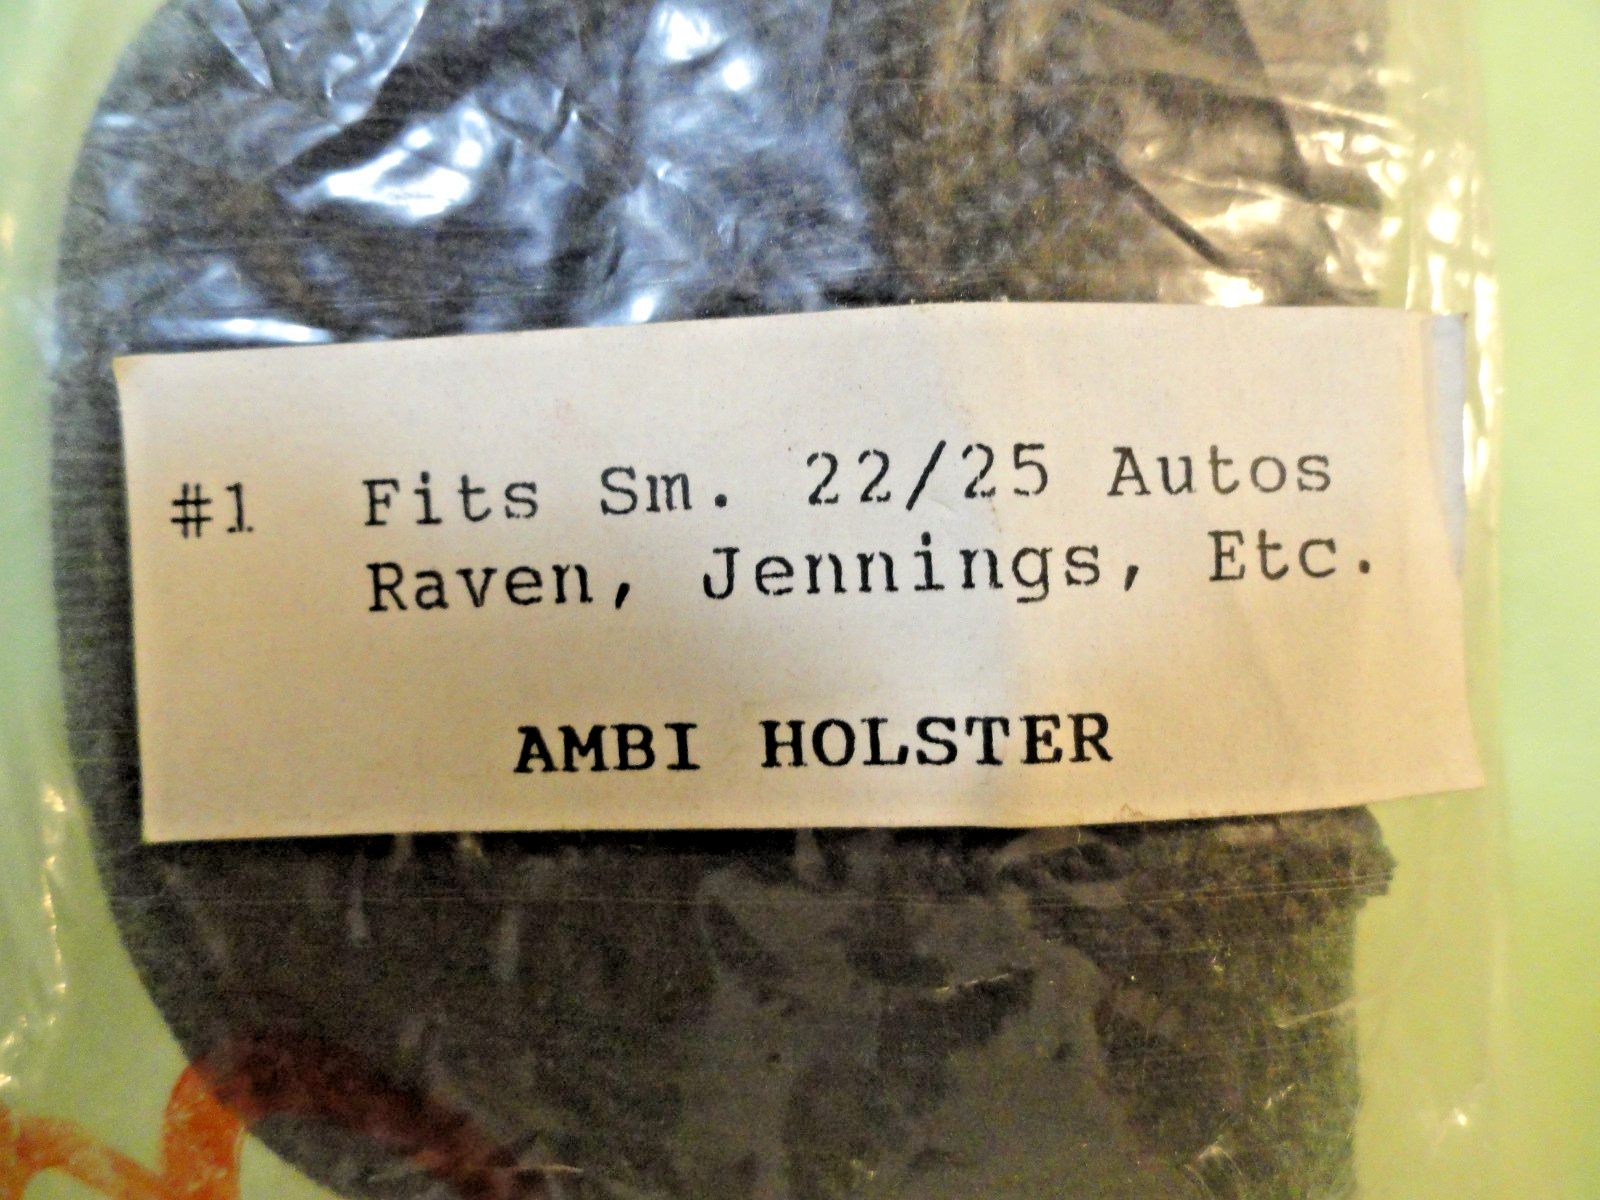 #1 Fits Sm. 22/25 Autos
Raven, Jennings, Etc.
AMBI HOLSTER